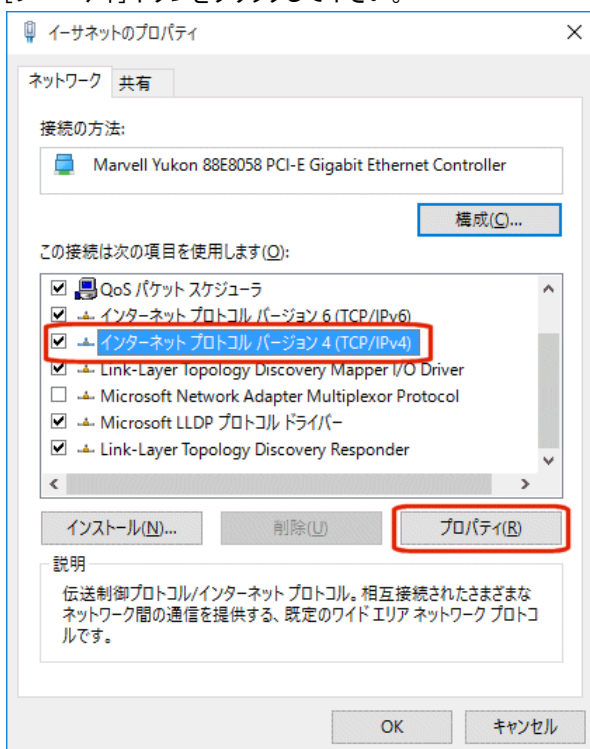 イーサネットのプロパティ
ネットワーク 共有
接続の方法:
Marvell Yukon 88E8058 PCI-E Gigabit Ethernet Controller
構成(C)...
この接続は次の項目を使用します(O):
QoS パケット スケジューラ
インターネット プロトコル バージョン 6 (TCP/IPv6)
インターネット プロトコル バージョン 4 (TCP/IPv4)
Link-Layer Topology Discovery Mapper I/O Driver
Microsoft Network Adapter Multiplexor Protocol
Microsoft LLDP プロトコル ドライバー
Link-Layer Topology Discovery Responder
インストール(N)... 削除(U) プロパティ(R)
説明
伝送制御プロトコル/インターネット プロトコル。相互接続されたさまざまな
ネットワーク間の通信を提供する、既定のワイド エリア ネットワーク プロトコ
ルです。
OK キャンセル